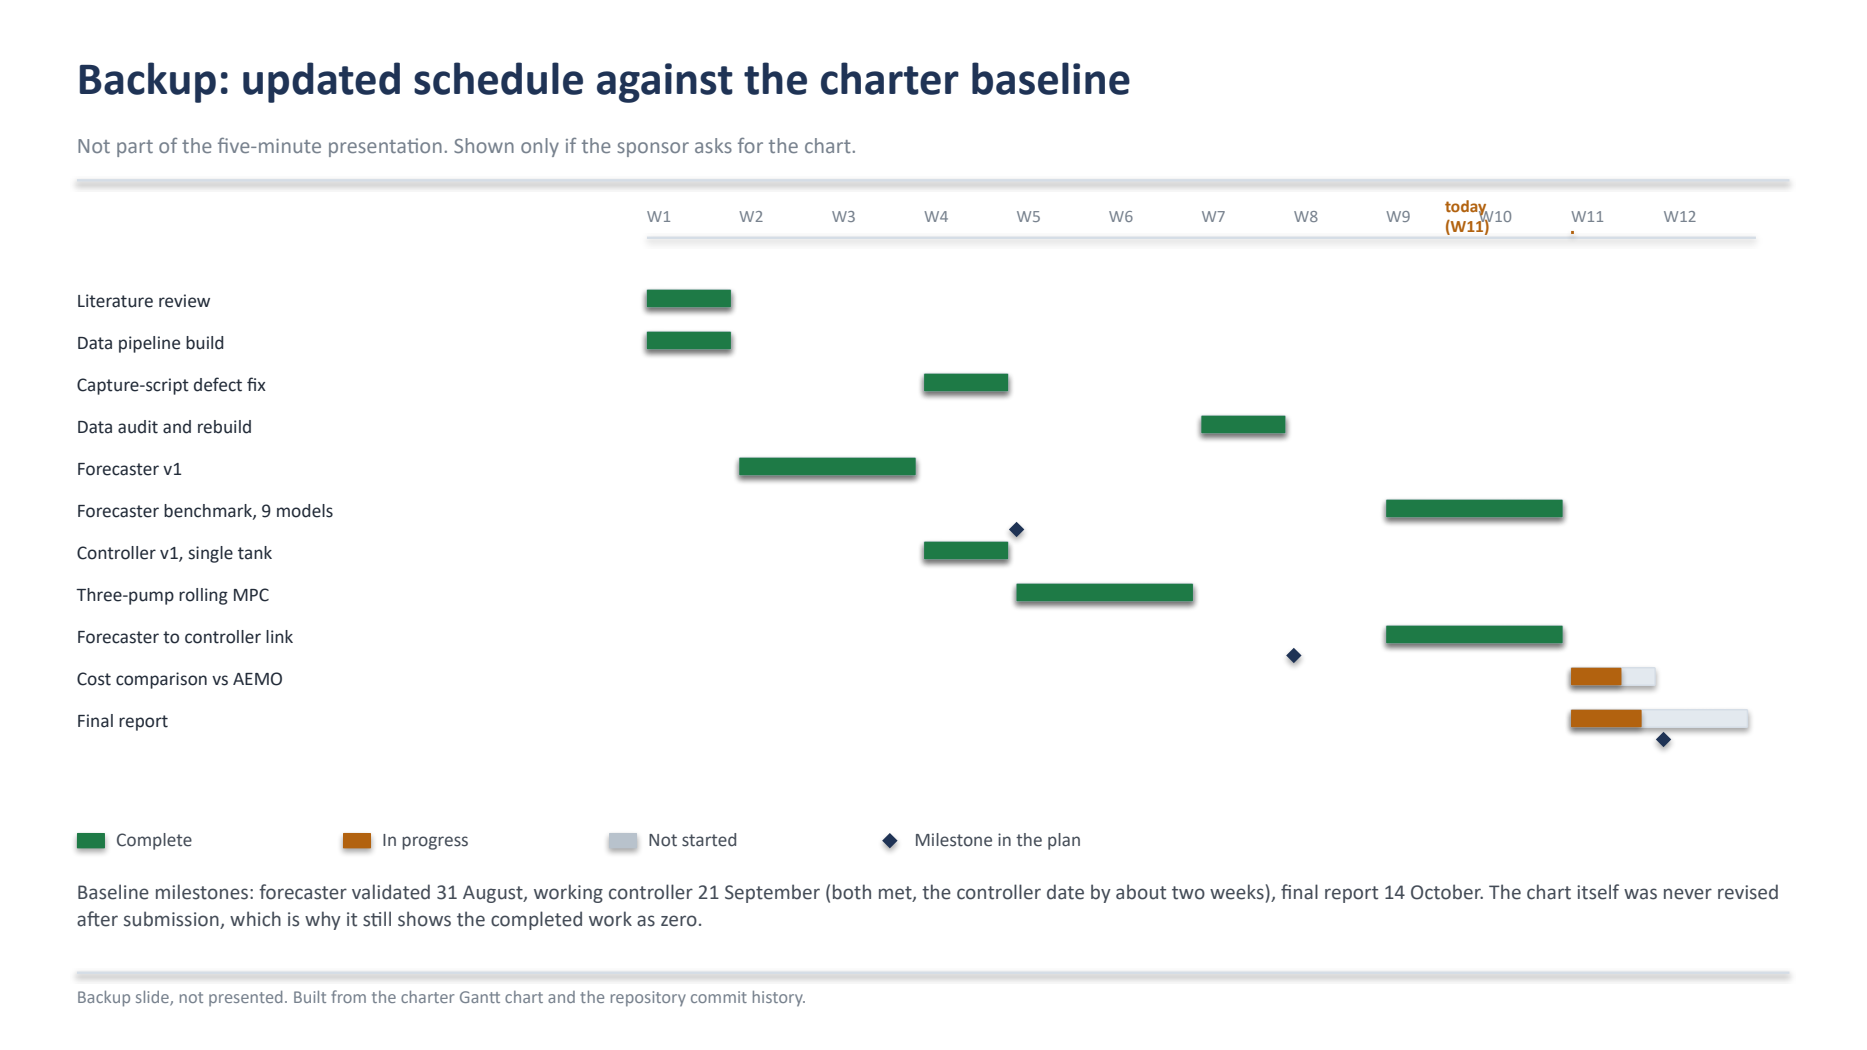 Backup: updated schedule against the charter baseline
Not part of the five-minute presentation. Shown only if the sponsor asks for the chart.
W1 W2 W3 W4 W5 W6 W7 W8 W9 W10 W11 W12
today
(W11)
Literature review
Data pipeline build
Capture-script defect fix
Data audit and rebuild
Forecaster v1
Forecaster benchmark, 9 models
Controller v1, single tank
Three-pump rolling MPC
Forecaster to controller link
Cost comparison vs AEMO
Final report
Complete In progress Not started Milestone in the plan
Baseline milestones: forecaster validated 31 August, working controller 21 September (both met, the controller date by about two weeks), final report 14 October. The chart itself was never revised
after submission, which is why it still shows the completed work as zero.
Backup slide, not presented. Built from the charter Gantt chart and the repository commit history.